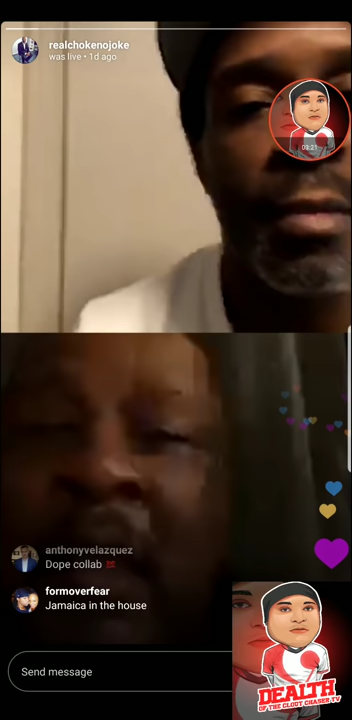 realchokenojoke
was live • 1d ago
03:21
anthonyvelazquez
Dope collab
formoverfear
Jamaica in the house
Send message
DEALTH
OF THE CLOUT CHASER TV